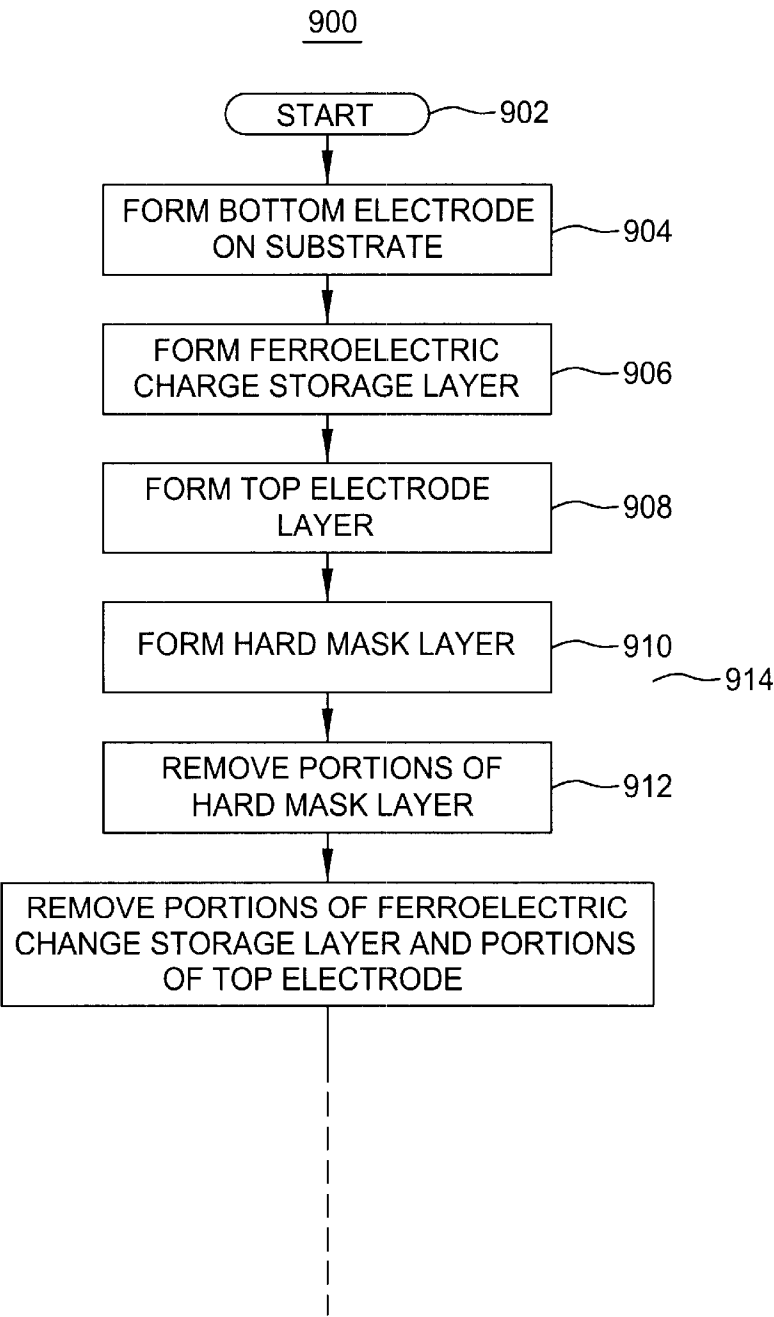 900
START
902
FORM BOTTOM ELECTRODE
ON SUBSTRATE
904
FORM FERROELECTRIC
CHARGE STORAGE LAYER
906
FORM TOP ELECTRODE
LAYER
908
FORM HARD MASK LAYER
910
914
REMOVE PORTIONS OF
HARD MASK LAYER
912
REMOVE PORTIONS OF FERROELECTRIC
CHANGE STORAGE LAYER AND PORTIONS
OF TOP ELECTRODE